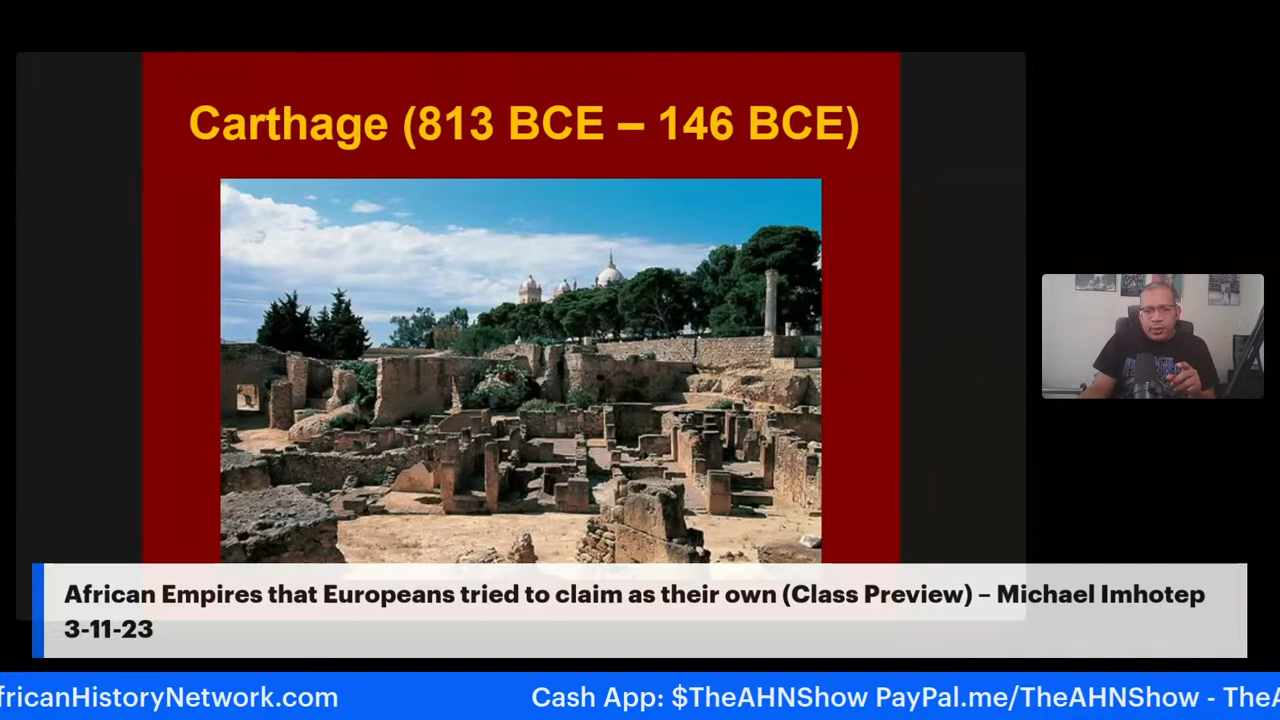 Carthage (813 BCE – 146 BCE)
African Empires that Europeans tried to claim as their own (Class Preview) – Michael Imhotep
3-11-23
fricanHistoryNetwork.com Cash App: $TheAHNShow PayPal.me/TheAHNShow - TheA